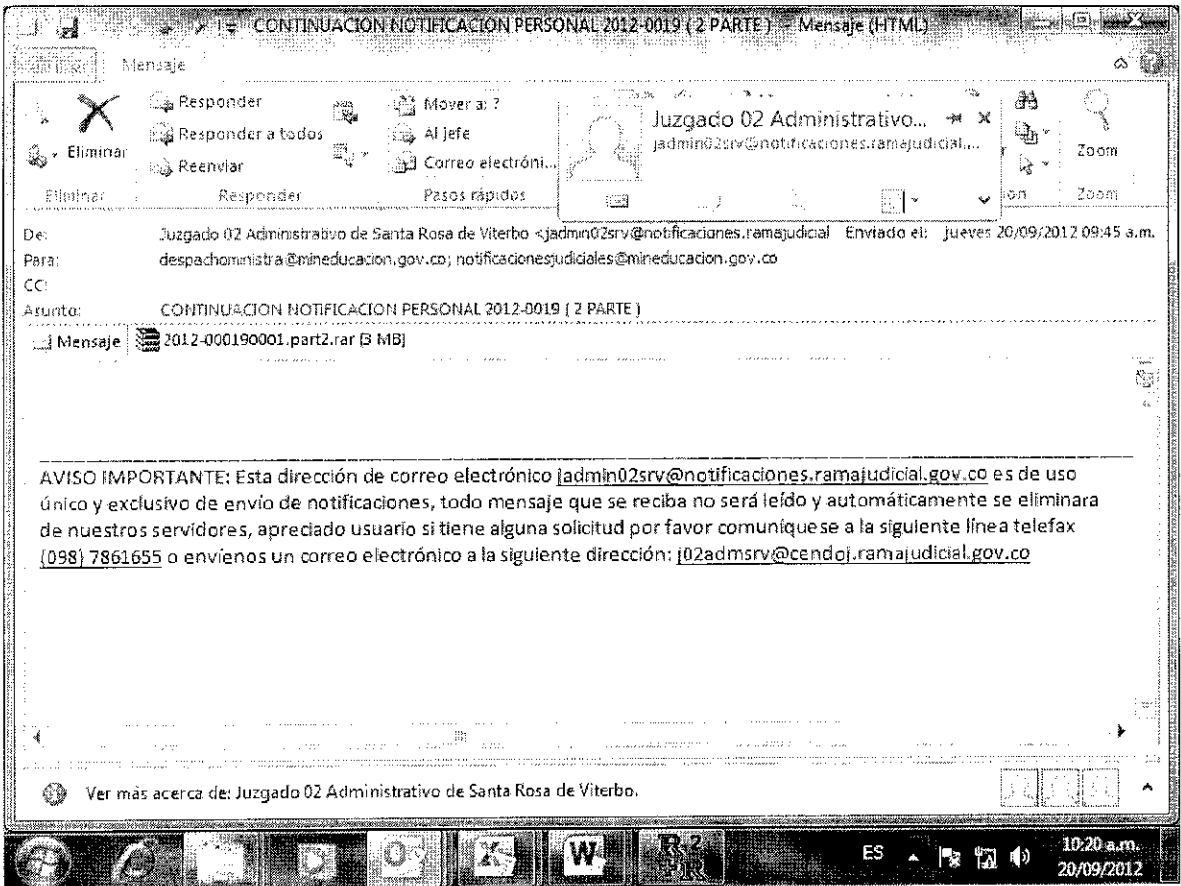 CONTINUACION NOTIFICACION PERSONAL 2012-0019 ( 2 PARTE ) - Mensaje (HTML)
Mensaje
Eliminar
Responder
Responder a todos
Reenviar
Mover a: ?
Al jefe
Correo electróni...
Juzgado 02 Administrativo...
jadmin02srv@notificaciones.ramajudicial....
Zoom
Eliminar
Responder
Pasos rápidos
Zoom
De: Juzgado 02 Administrativo de Santa Rosa de Viterbo <jadmin02srv@notificaciones.ramajudicial Enviado el: jueves 20/09/2012 09:45 a.m.
Para: despachoministra@mineducacion.gov.co; notificacionesjudiciales@mineducacion.gov.co
CC:
Asunto: CONTINUACION NOTIFICACION PERSONAL 2012-0019 ( 2 PARTE )
Mensaje 2012-000190001.part2.rar (3 MB)
AVISO IMPORTANTE: Esta dirección de correo electrónico jadmin02srv@notificaciones.ramajudicial.gov.co es de uso
único y exclusivo de envío de notificaciones, todo mensaje que se reciba no será leído y automáticamente se eliminara
de nuestros servidores, apreciado usuario si tiene alguna solicitud por favor comuníquese a la siguiente línea telefax
(098) 7861655 o envíenos un correo electrónico a la siguiente dirección: j02admsrv@cendoj.ramajudicial.gov.co
Ver más acerca de: Juzgado 02 Administrativo de Santa Rosa de Viterbo.
ES
10:20 a.m.
20/09/2012